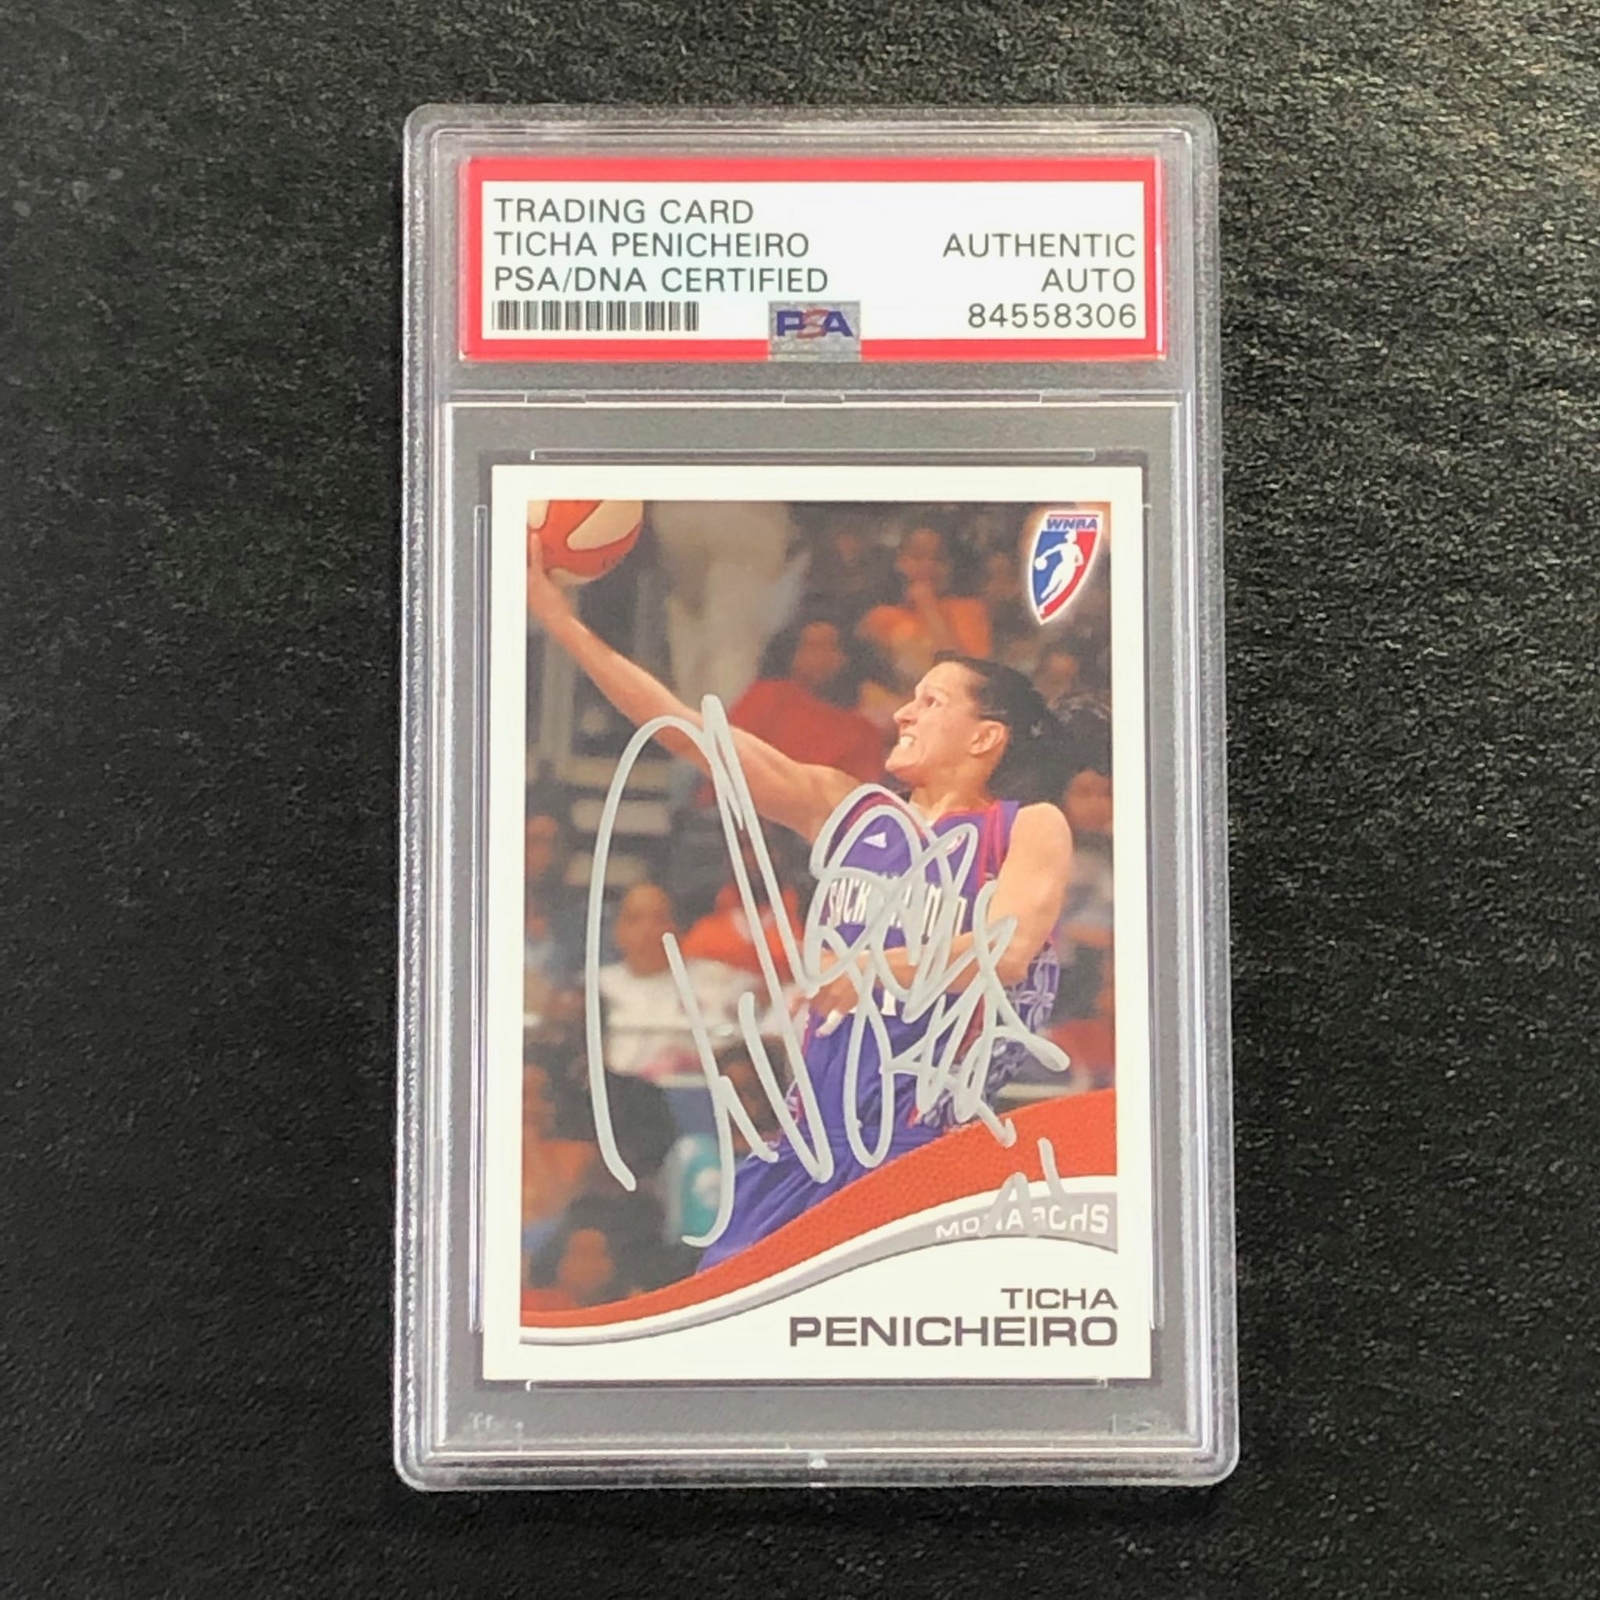 TRADING CARD
TICHA PENICHEIRO
PSA/DNA CERTIFIED
AUTHENTIC
AUTO
84558306
PSA
WNBA
MONARCHS
TICHA
PENICHEIRO